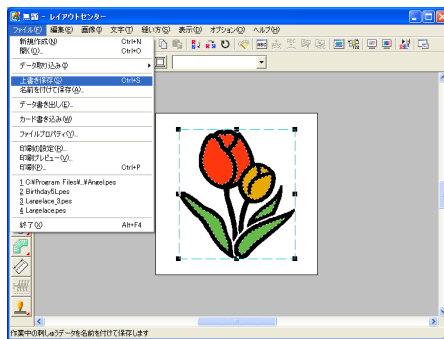 無題 - レイアウトセンター
ファイル(F) 編集(E) 画像(I) 文字(T) 縫い方(S) 表示(D) オプション(O) ヘルプ(H)
新規作成(N) Ctrl+N
開く(O)...
Ctrl+O
データ取り込み(I)
上書き保存(S) Ctrl+S
名前を付けて保存(A)...
データ書き出し(E)...
カード書き込み(W)
ファイルプロパティ(Y)...
印刷の設定(R)...
印刷プレビュー(V)...
印刷(P)... Ctrl+P
1 C:¥Program Files¥..¥Angel.pes
2 Birthday6L.pes
3 Largelace_3.pes
4 Largelace.pes
終了(X) Alt+F4
作業中の刺しゅうデータを名前を付けて保存します